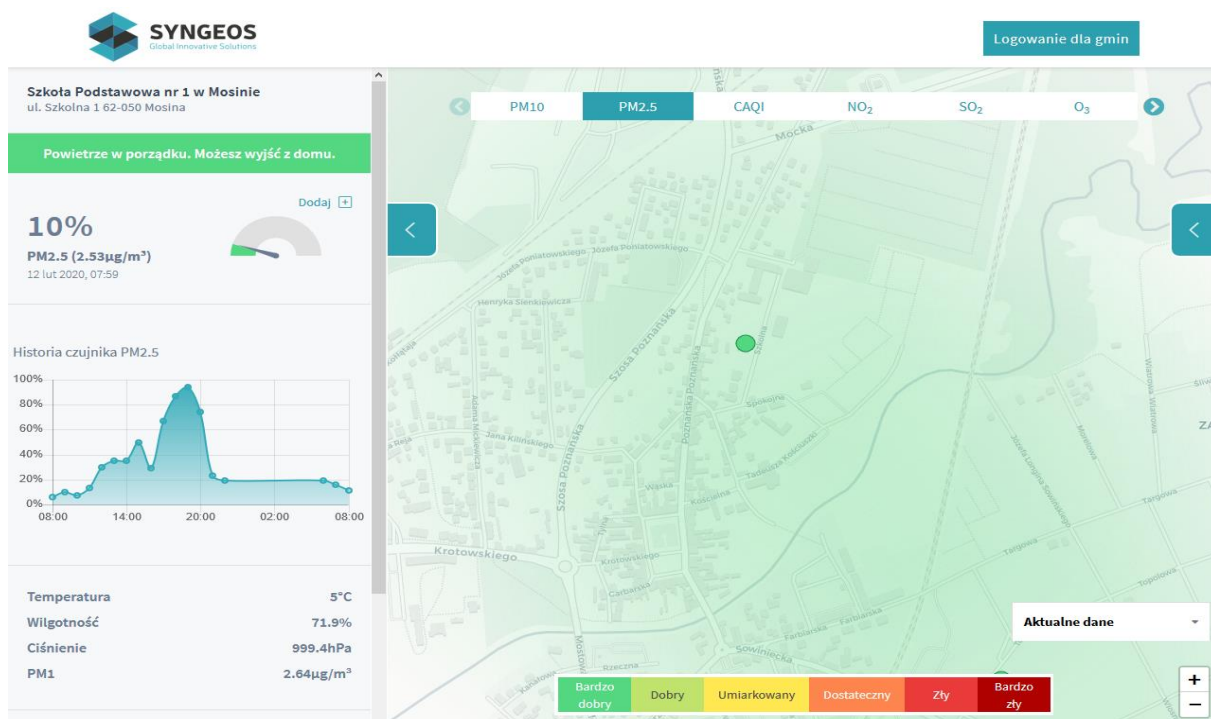 SYNGEOS
Global Innovative Solutions
Logowanie dla gmin
Szkoła Podstawowa nr 1 w Mosinie
ul. Szkolna 1 62-050 Mosina
Powietrze w porządku. Możesz wyjść z domu.
Dodaj +
10%
PM2.5 (2.53µg/m³)
12 lut 2020, 07:59
Historia czujnika PM2.5
100%
80%
60%
40%
20%
0%
08:00 14:00 20:00 02:00 08:00
Temperatura 5°C
Wilgotność 71.9%
Ciśnienie 999.4hPa
PM1 2.64µg/m³
PM10 PM2.5 CAQI NO₂ SO₂ O₃
Mocka
Józefa Poniatowskiego Józefa Poniatowskiego
Henryka Sienkiewicza
Szosa Poznańska
Szkolna
Poznańska Poznańska
Spokojna
Adama Mickiewicza
Jana Kilińskiego
Szosa Poznańska
Tadeusza Kościuszki
Wąska
Kościelna
Tylna
Krotowskiego
Krotowskiego
Garbarska
Farbiarska Farbiarska
Sowiniecka
Mostowa
Rzeczna
Kanałowa
Wiatrowa Wiatrowa
Targowa
Targowa
Topolowa
Aktualne dane
+
−
Bardzo dobry
Dobry
Umiarkowany
Dostateczny
Zły
Bardzo zły